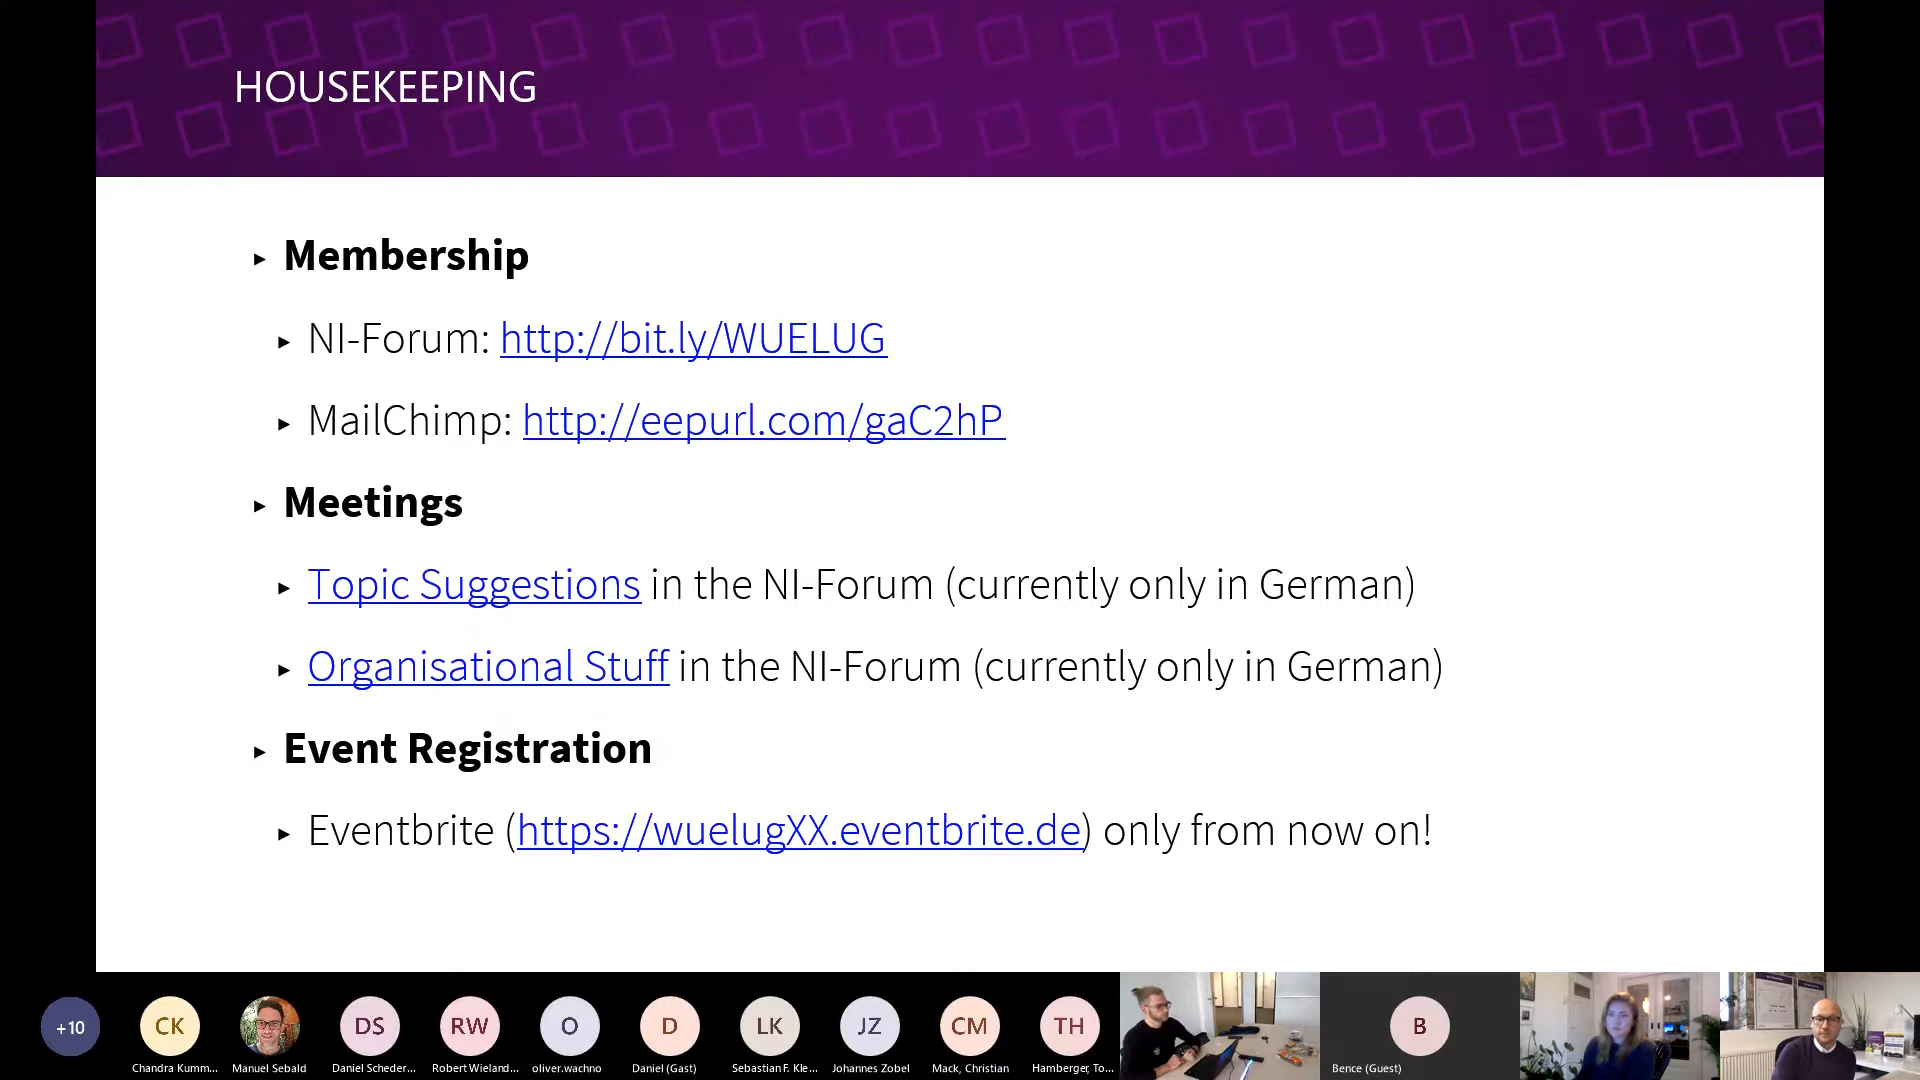 HOUSEKEEPING
▸ Membership
▸ NI-Forum: http://bit.ly/WUELUG
▸ MailChimp: http://eepurl.com/gaC2hP
▸ Meetings
▸ Topic Suggestions in the NI-Forum (currently only in German)
▸ Organisational Stuff in the NI-Forum (currently only in German)
▸ Event Registration
▸ Eventbrite (https://wuelugXX.eventbrite.de) only from now on!
+10 CK DS RW O D LK JZ CM TH B
Chandra Kumm... Manuel Sebald Daniel Scheder... Robert Wieland... oliver.wachno Daniel (Gast) Sebastian F. Kle... Johannes Zobel Mack, Christian Hamberger, To... Bence (Guest)